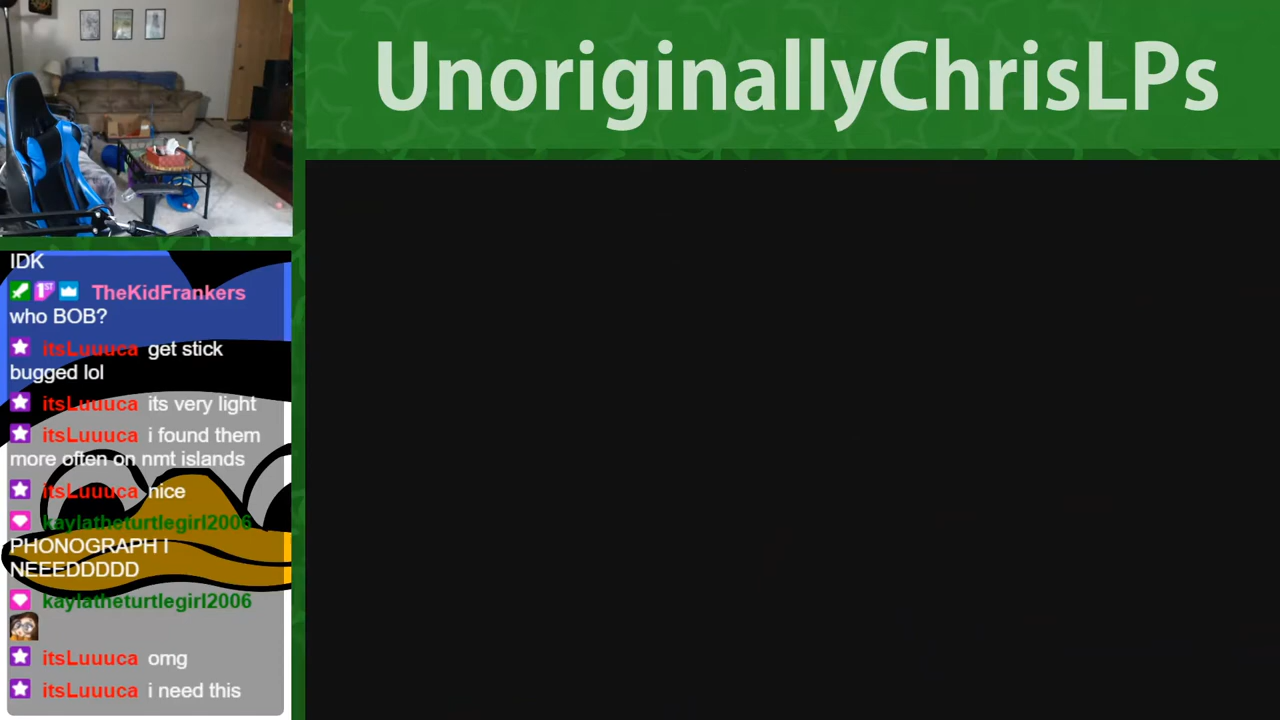 UnoriginallyChrisLPs
IDK
TheKidFrankers
who BOB?
itsLuuuca get stick
bugged lol
itsLuuuca its very light
itsLuuuca i found them
more often on nmt islands
itsLuuuca nice
kaylatheturtlegirl2006
PHONOGRAPH I
NEEEDDDDD
kaylatheturtlegirl2006
itsLuuuca omg
itsLuuuca i need this